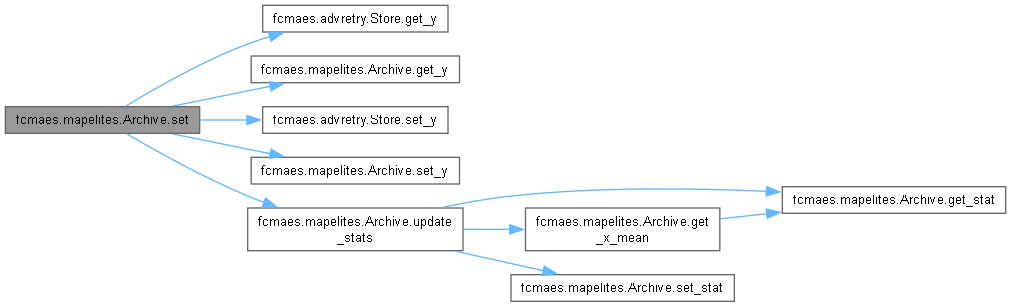 fcmaes.advretry.Store.get_y
fcmaes.mapelites.Archive.get_y
fcmaes.mapelites.Archive.set
fcmaes.advretry.Store.set_y
fcmaes.mapelites.Archive.set_y
fcmaes.mapelites.Archive.update
_stats
fcmaes.mapelites.Archive.get
_x_mean
fcmaes.mapelites.Archive.get_stat
fcmaes.mapelites.Archive.set_stat